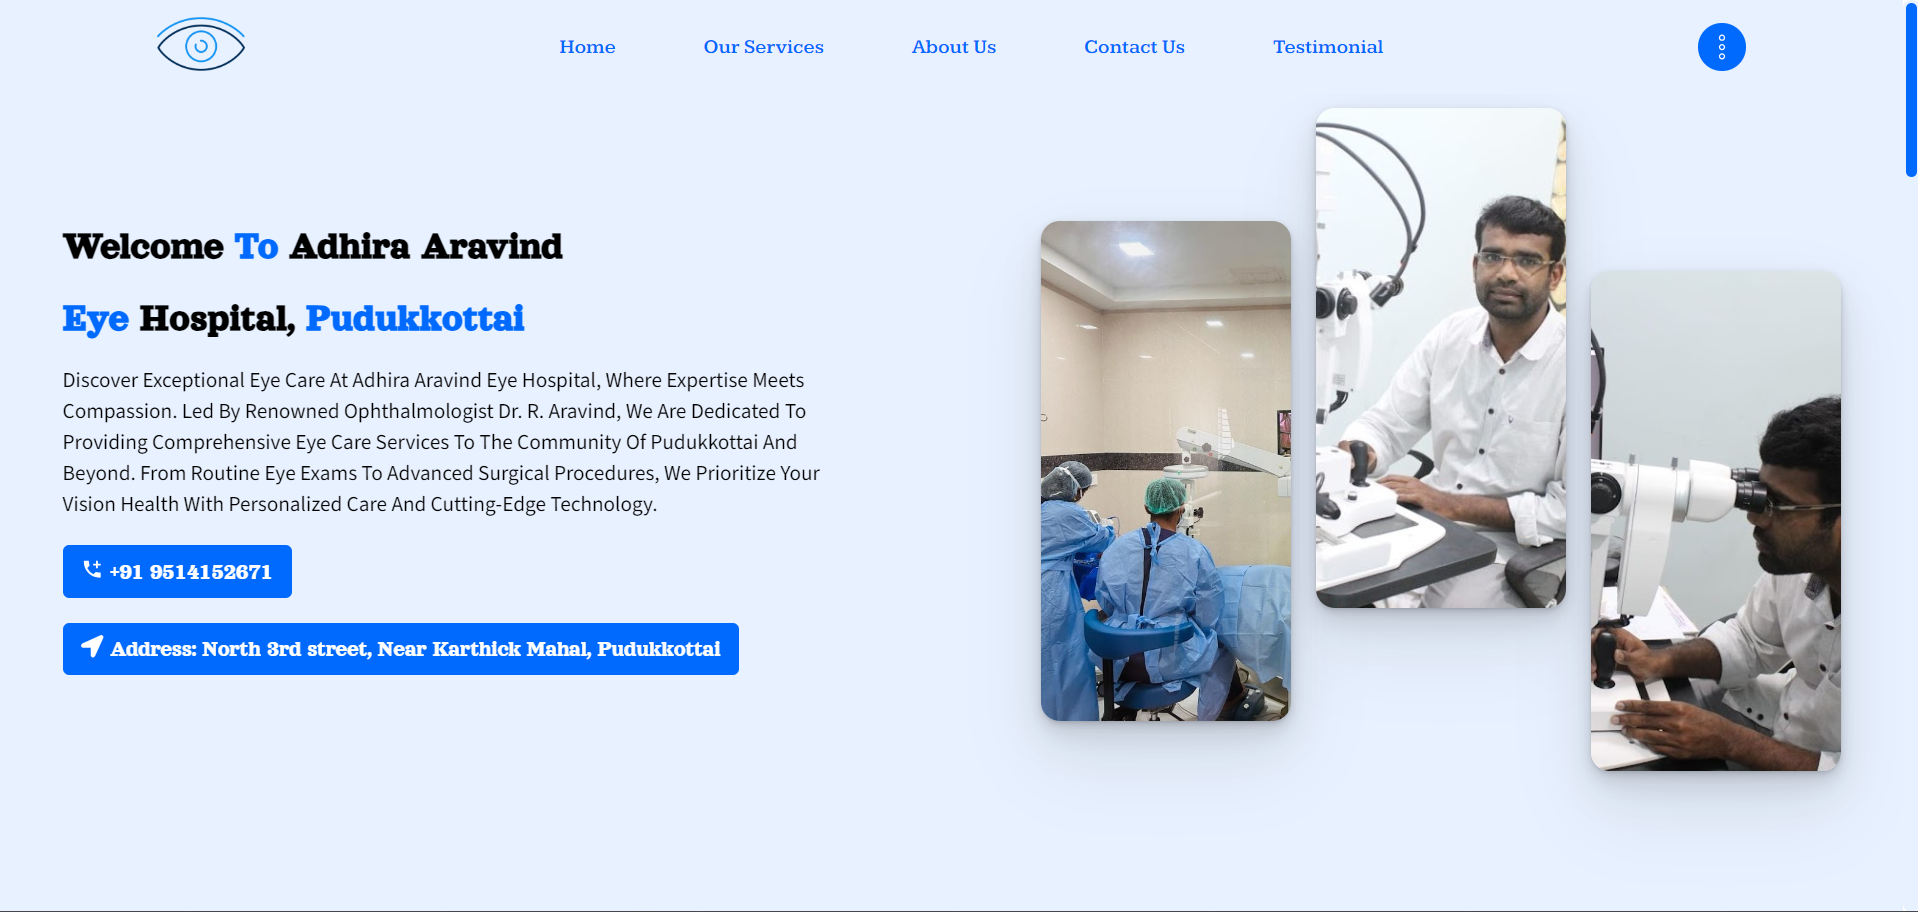 Home
Our Services
About Us
Contact Us
Testimonial
Welcome To Adhira Aravind
Eye Hospital, Pudukkottai
Discover Exceptional Eye Care At Adhira Aravind Eye Hospital, Where Expertise Meets
Compassion. Led By Renowned Ophthalmologist Dr. R. Aravind, We Are Dedicated To
Providing Comprehensive Eye Care Services To The Community Of Pudukkottai And
Beyond. From Routine Eye Exams To Advanced Surgical Procedures, We Prioritize Your
Vision Health With Personalized Care And Cutting-Edge Technology.
+91 9514152671
Address: North 3rd street, Near Karthick Mahal, Pudukkottai